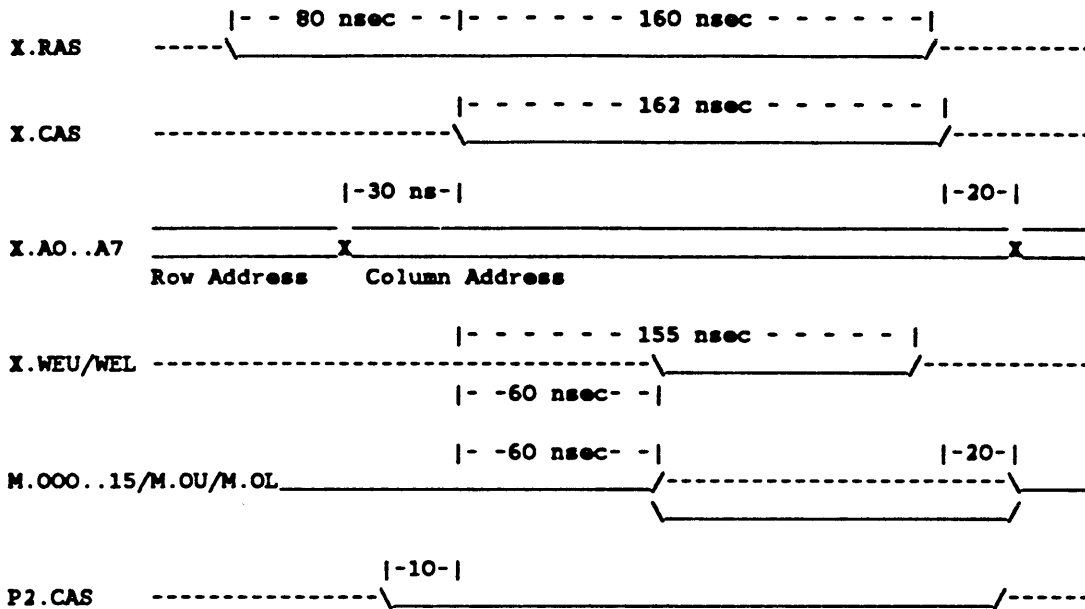 |- - 80 nsec - -|- - - - - - 160 nsec - - - - - -|
X.RAS
|- - - - - - 162 nsec - - - - - -|
X.CAS
|-30 ns-| |-20-|
X.A0..A7 X X
Row Address Column Address
|- - - - - - 155 nsec - - - - -|
X.WEU/WEL
|- -60 nsec- -|
|- -60 nsec- -| |-20-|
M.000..15/M.OU/M.OL
|-10-|
P2.CAS